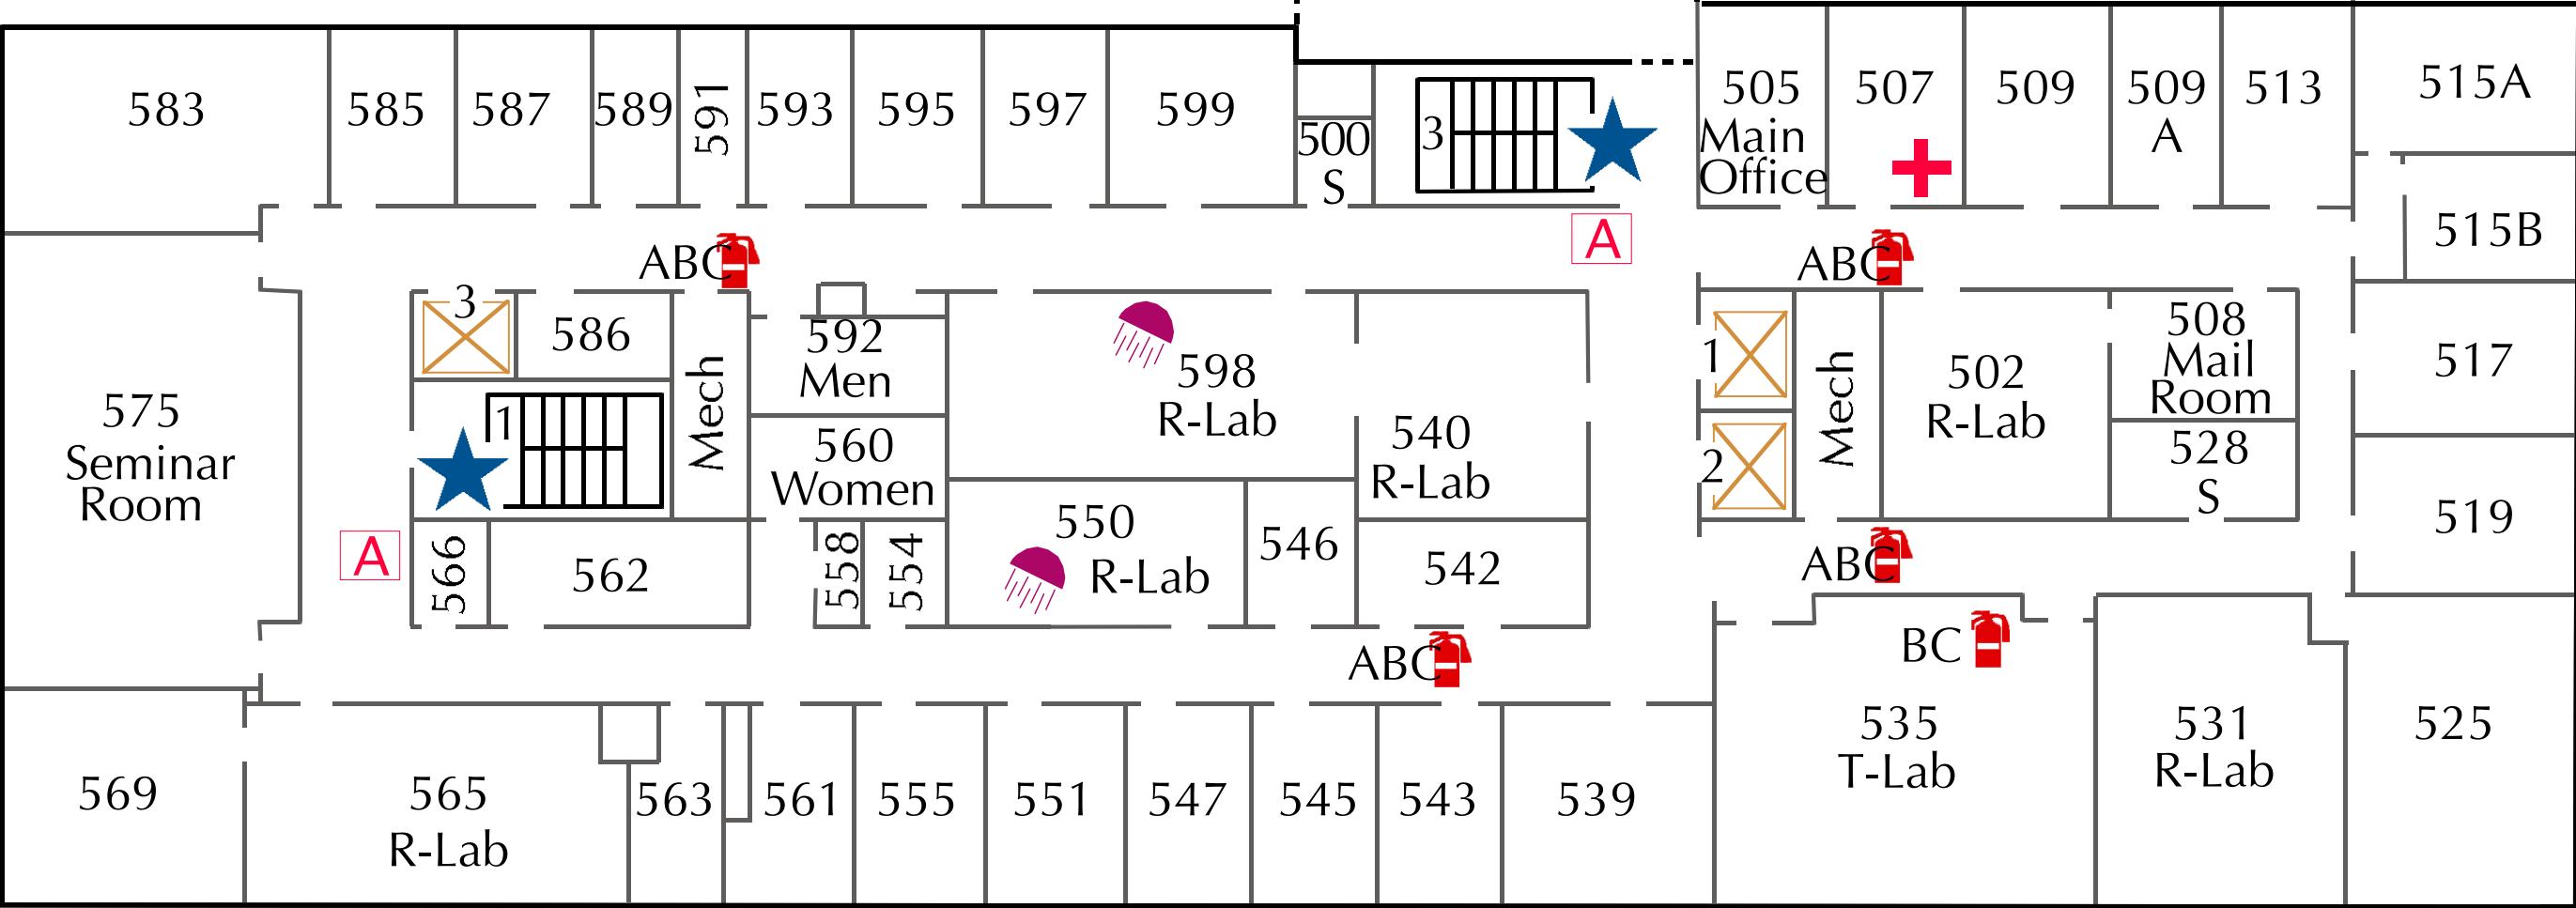 583
585
587
589
591
593
595
597
599
500
S
3
505
Main
Office
507
509
509
A
513
515A
515B
A
ABC
ABC
3
586
Mech
592
Men
598
R-Lab
540
R-Lab
1
Mech
502
R-Lab
508
Mail
Room
517
575
Seminar
Room
1
560
Women
2
528
S
519
A
566
562
558
554
550
R-Lab
546
542
ABC
ABC
BC
569
565
R-Lab
563
561
555
551
547
545
543
539
535
T-Lab
531
R-Lab
525